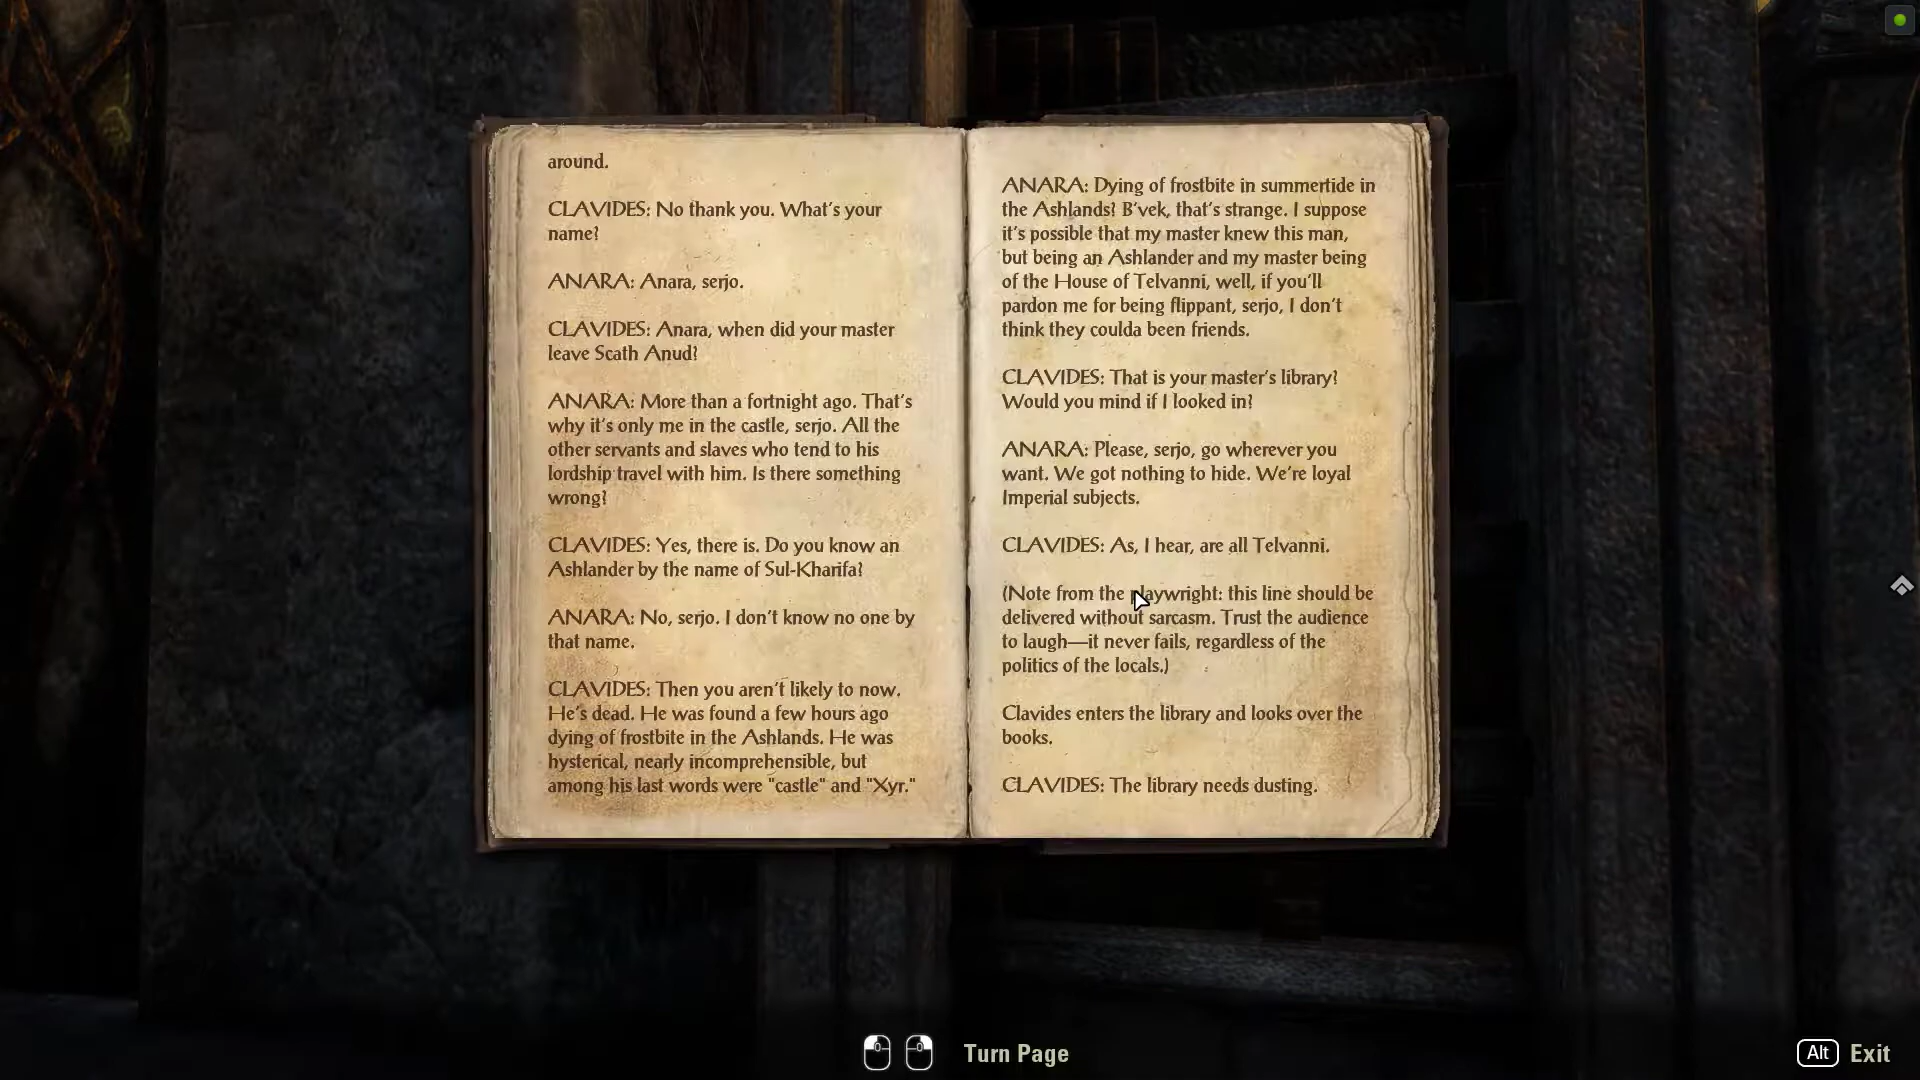 around.
CLAVIDES: No thank you. What's your
name?
ANARA: Anara, serjo.
CLAVIDES: Anara, when did your master
leave Scath Anud?
ANARA: More than a fortnight ago. That's
why it's only me in the castle, serjo. All the
other servants and slaves who tend to his
lordship travel with him. Is there something
wrong?
CLAVIDES: Yes, there is. Do you know an
Ashlander by the name of Sul-Kharifa?
ANARA: No, serjo. I don't know no one by
that name.
CLAVIDES: Then you aren't likely to now.
He's dead. He was found a few hours ago
dying of frostbite in the Ashlands. He was
hysterical, nearly incomprehensible, but
among his last words were "castle" and "Xyr."
ANARA: Dying of frostbite in summertide in
the Ashlands? B'vek, that's strange. I suppose
it's possible that my master knew this man,
but being an Ashlander and my master being
of the House of Telvanni, well, if you'll
pardon me for being flippant, serjo, I don't
think they coulda been friends.
CLAVIDES: That is your master's library?
Would you mind if I looked in?
ANARA: Please, serjo, go wherever you
want. We got nothing to hide. We're loyal
Imperial subjects.
CLAVIDES: As, I hear, are all Telvanni.
(Note from the playwright: this line should be
delivered without sarcasm. Trust the audience
to laugh—it never fails, regardless of the
politics of the locals.)
Clavides enters the library and looks over the
books.
CLAVIDES: The library needs dusting.
Turn Page
Alt Exit